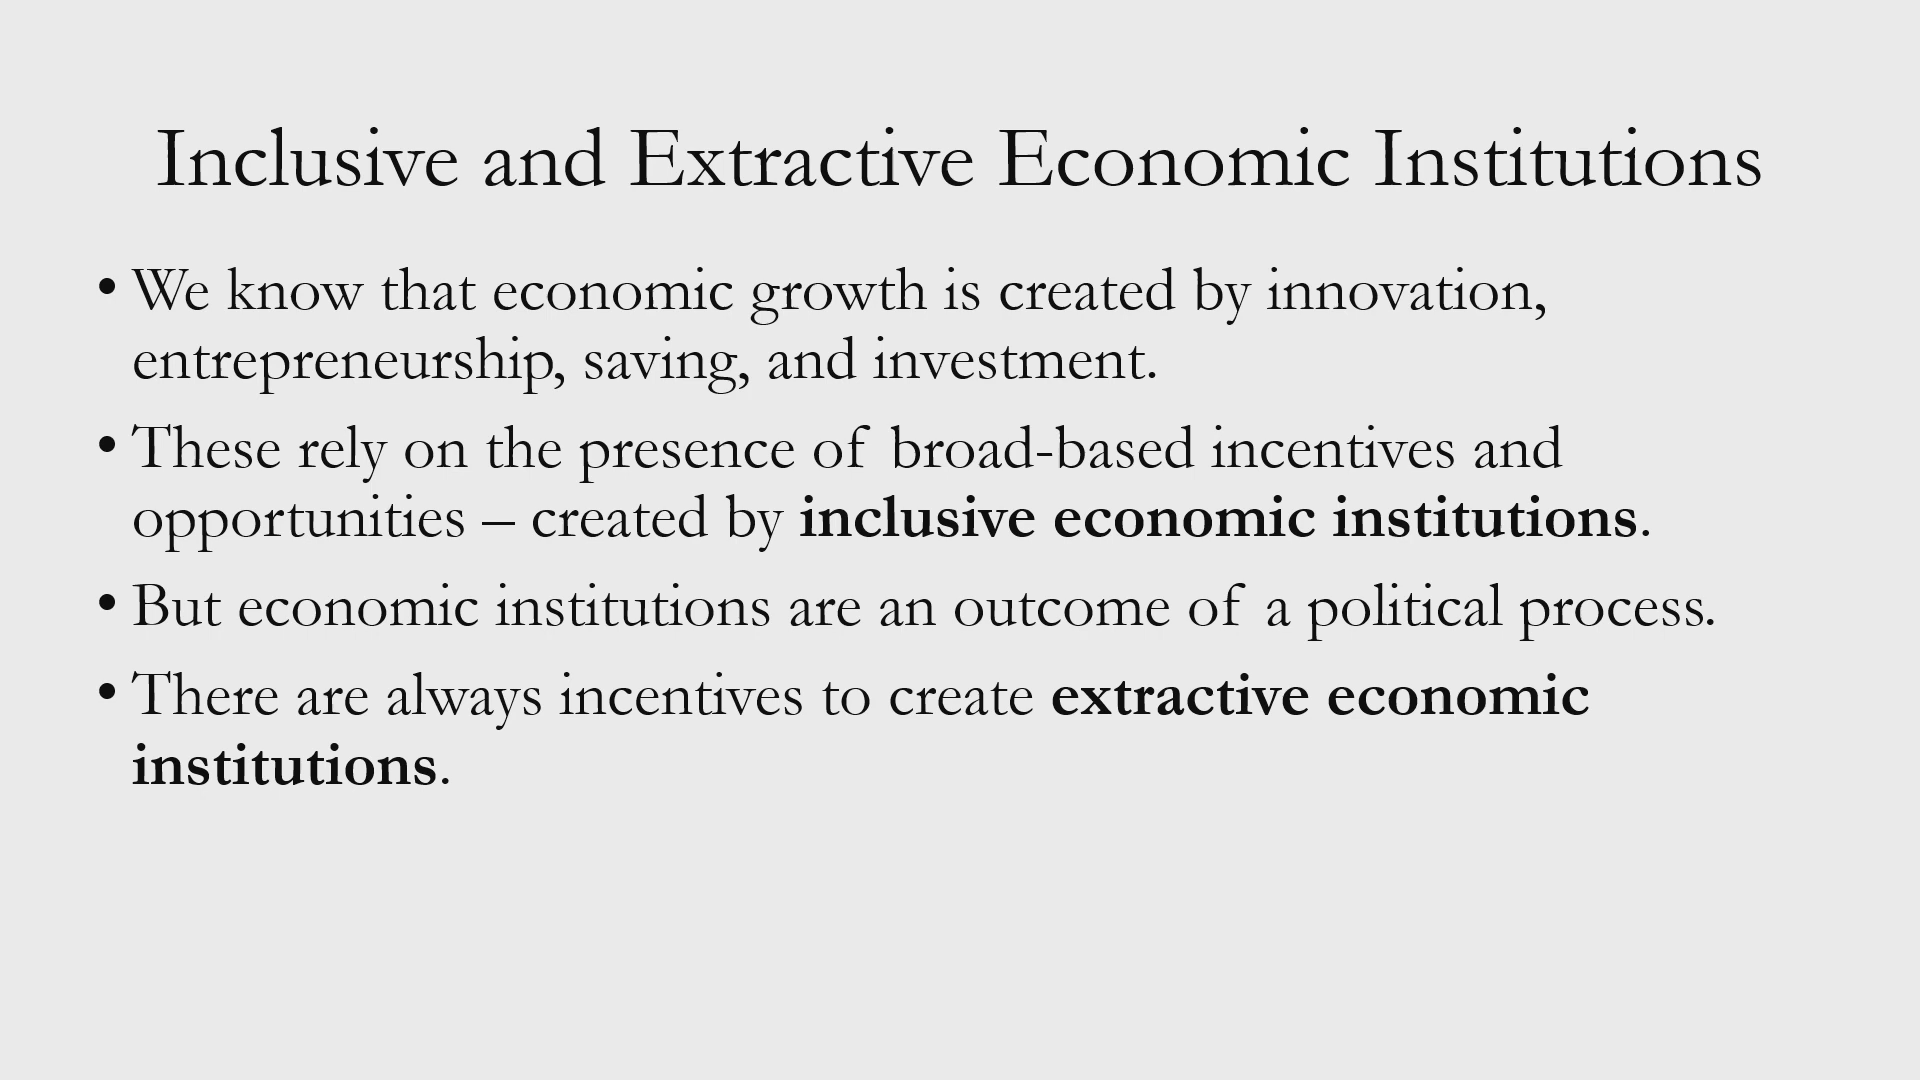 Inclusive and Extractive Economic Institutions
• We know that economic growth is created by innovation,
entrepreneurship, saving, and investment.
• These rely on the presence of broad-based incentives and
opportunities – created by inclusive economic institutions.
• But economic institutions are an outcome of a political process.
• There are always incentives to create extractive economic
institutions.